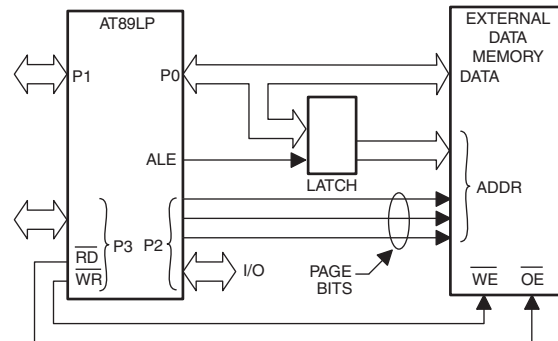 AT89LP
EXTERNAL
DATA
MEMORY
DATA
P1
P0
ALE
LATCH
ADDR
P3
P2
RD
WR
I/O
PAGE
BITS
WE
OE